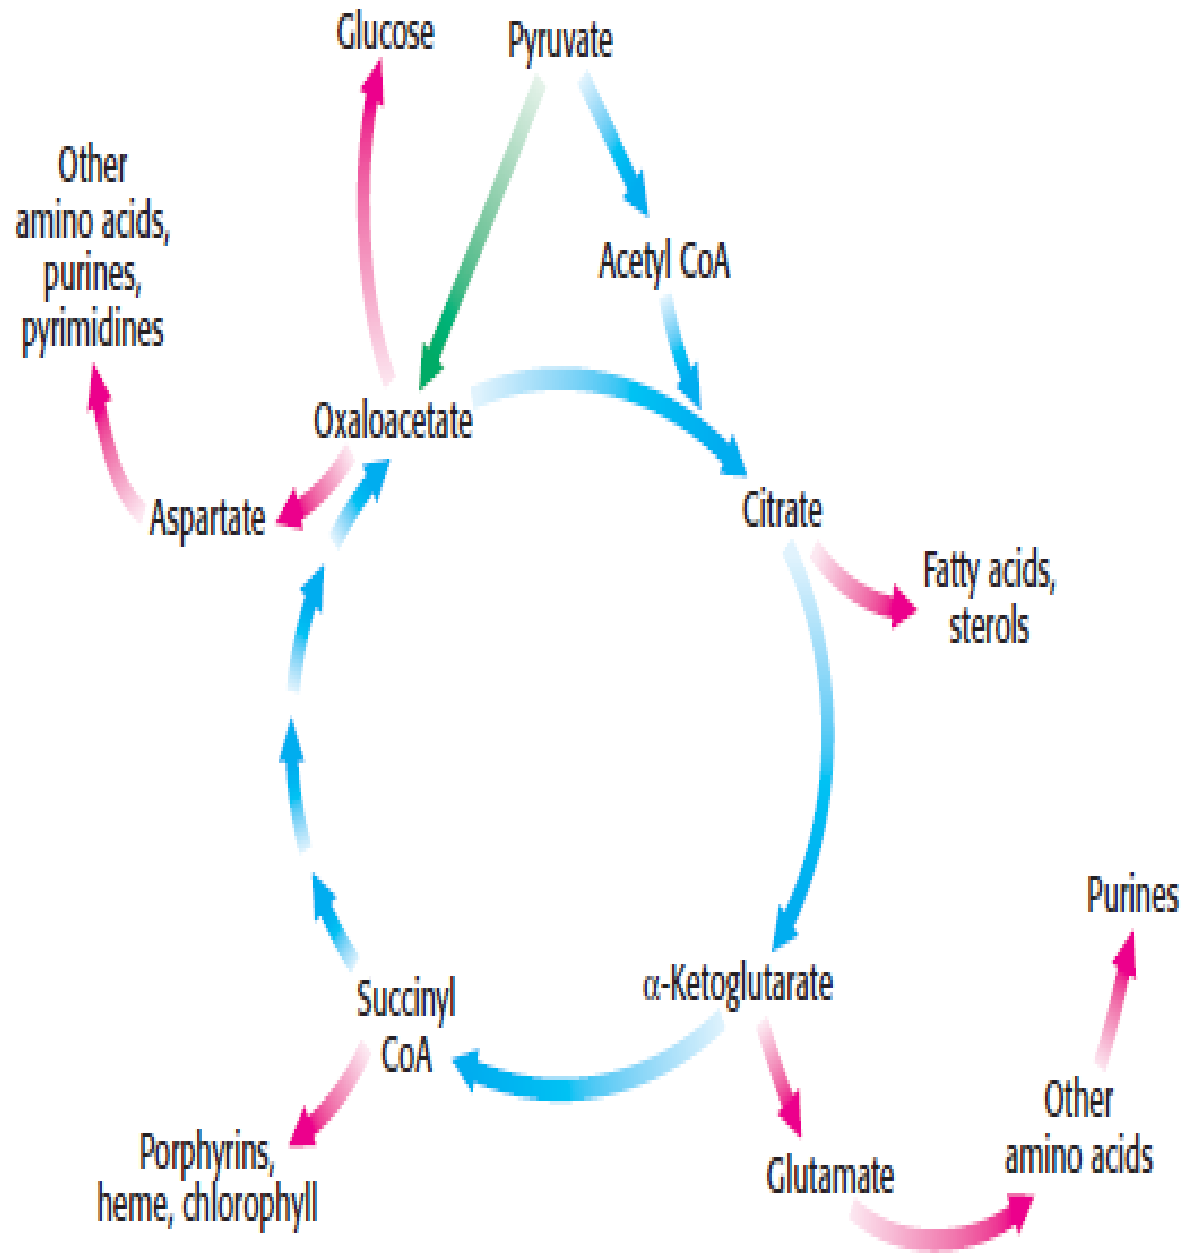 Glucose
Pyruvate
Other
amino acids,
purines,
pyrimidines
Acetyl CoA
Oxaloacetate
Aspartate
Citrate
Fatty acids,
sterols
Purines
α-Ketoglutarate
Succinyl
CoA
Other
amino acids
Porphyrins,
heme, chlorophyll
Glutamate